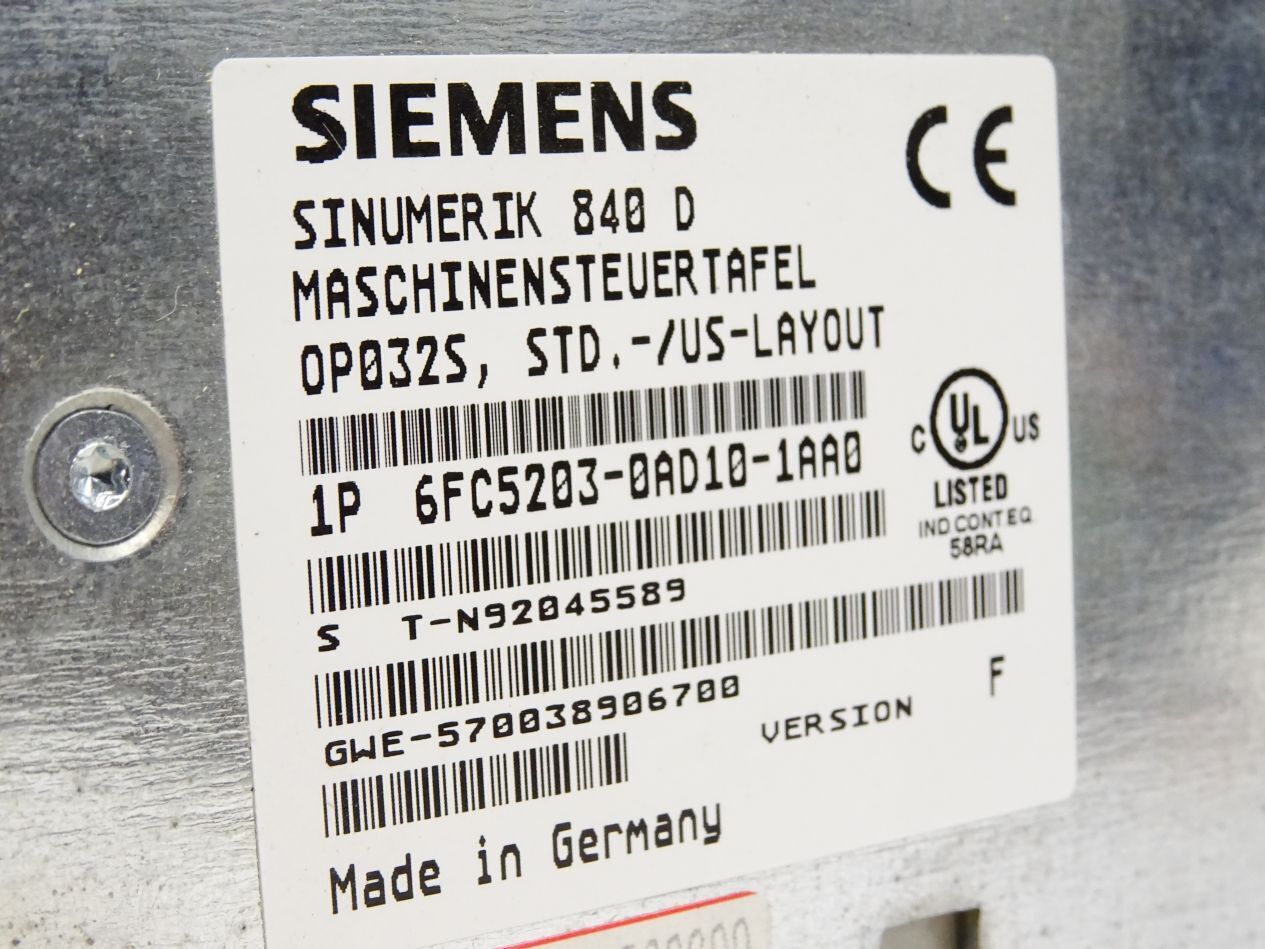 SIEMENS
CE
SINUMERIK 840 D
MASCHINENSTEUERTAFEL
OP032S, STD.-/US-LAYOUT
1P 6FC5203-0AD10-1AA0
C UL US
LISTED
IND CONT EQ
58RA
S T-N92045589
GWE-570038906700
VERSION F
Made in Germany